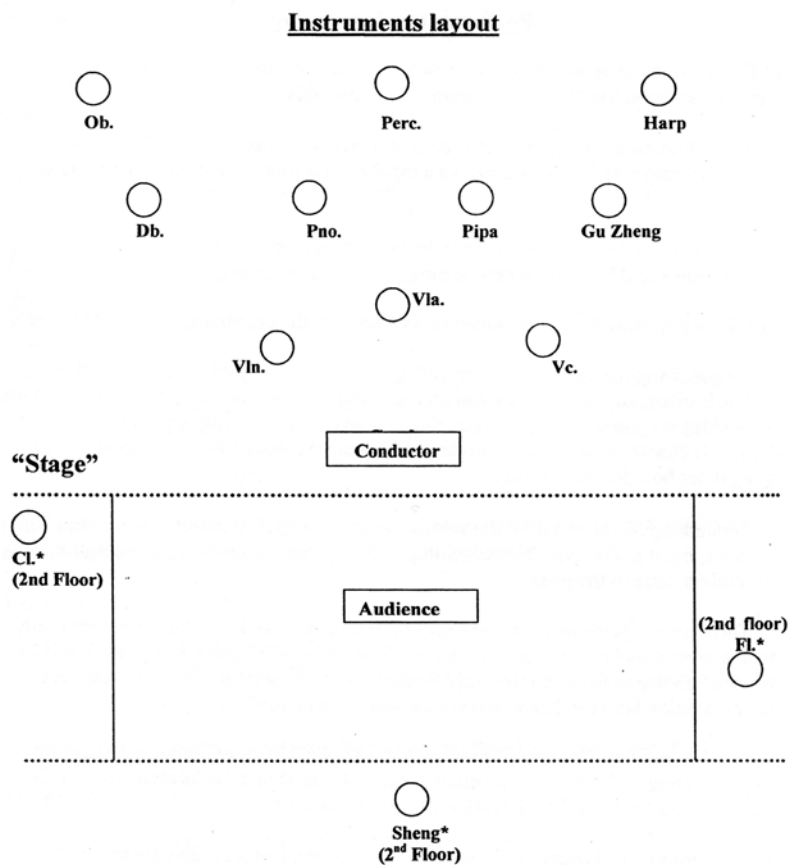 Instruments layout
Ob. Perc. Harp
Db. Pno. Pipa Gu Zheng
Vla.
Vln. Vc.
Conductor
“Stage”
Cl.*
(2nd Floor)
Audience
(2nd floor)
Fl.*
Sheng*
(2nd Floor)